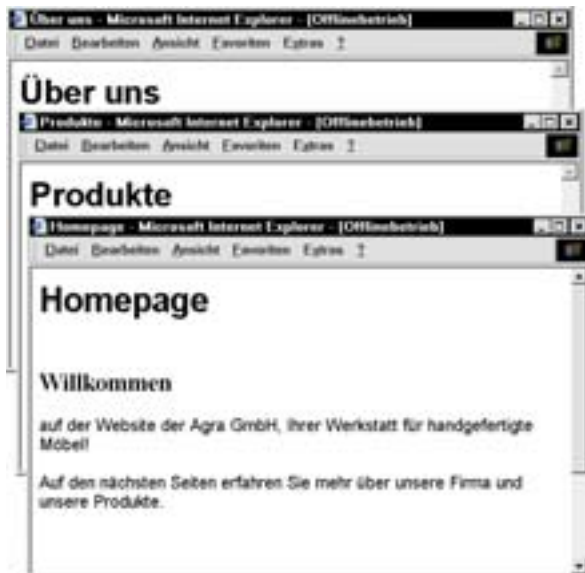 Über uns - Microsoft Internet Explorer - [Offlinebetrieb]
Datei Bearbeiten Ansicht Favoriten Extras ?
Über uns
Produkte - Microsoft Internet Explorer - [Offlinebetrieb]
Datei Bearbeiten Ansicht Favoriten Extras ?
Produkte
Homepage - Microsoft Internet Explorer - [Offlinebetrieb]
Datei Bearbeiten Ansicht Favoriten Extras ?
Homepage
Willkommen
auf der Website der Agra GmbH, Ihrer Werkstatt für handgefertigte
Möbel!
Auf den nächsten Seiten erfahren Sie mehr über unsere Firma und
unsere Produkte.